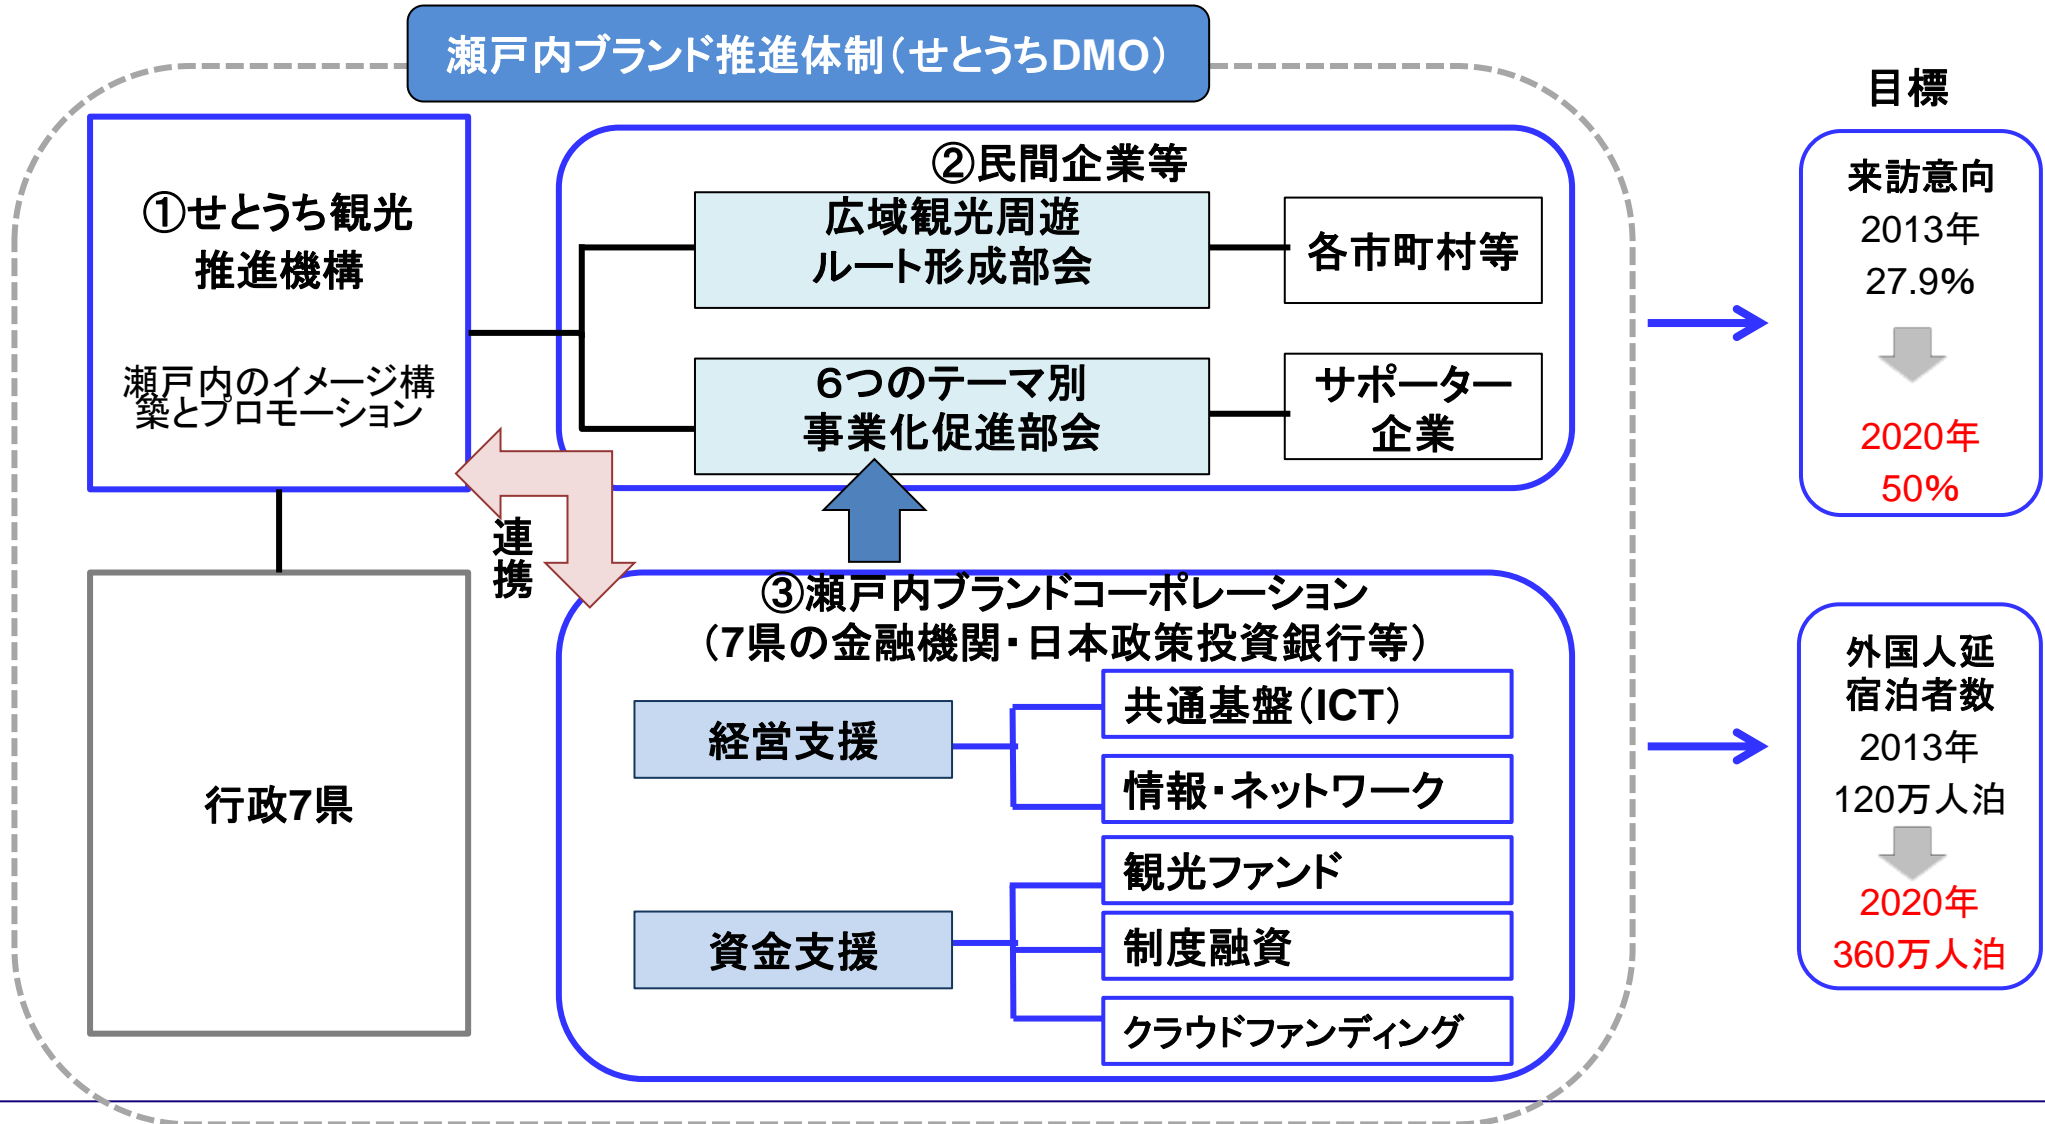 瀬戸内ブランド推進体制(せとうちDMO)
①せとうち観光
推進機構
瀬戸内のイメージ構
築とプロモーション
行政7県
連
携
②民間企業等
広域観光周遊
ルート形成部会
各市町村等
6つのテーマ別
事業化促進部会
サポーター
企業
③瀬戸内ブランドコーポレーション
(7県の金融機関・日本政策投資銀行等)
経営支援
共通基盤(ICT)
情報・ネットワーク
資金支援
観光ファンド
制度融資
クラウドファンディング
目標
来訪意向
2013年
27.9%
2020年
50%
外国人延
宿泊者数
2013年
120万人泊
2020年
360万人泊